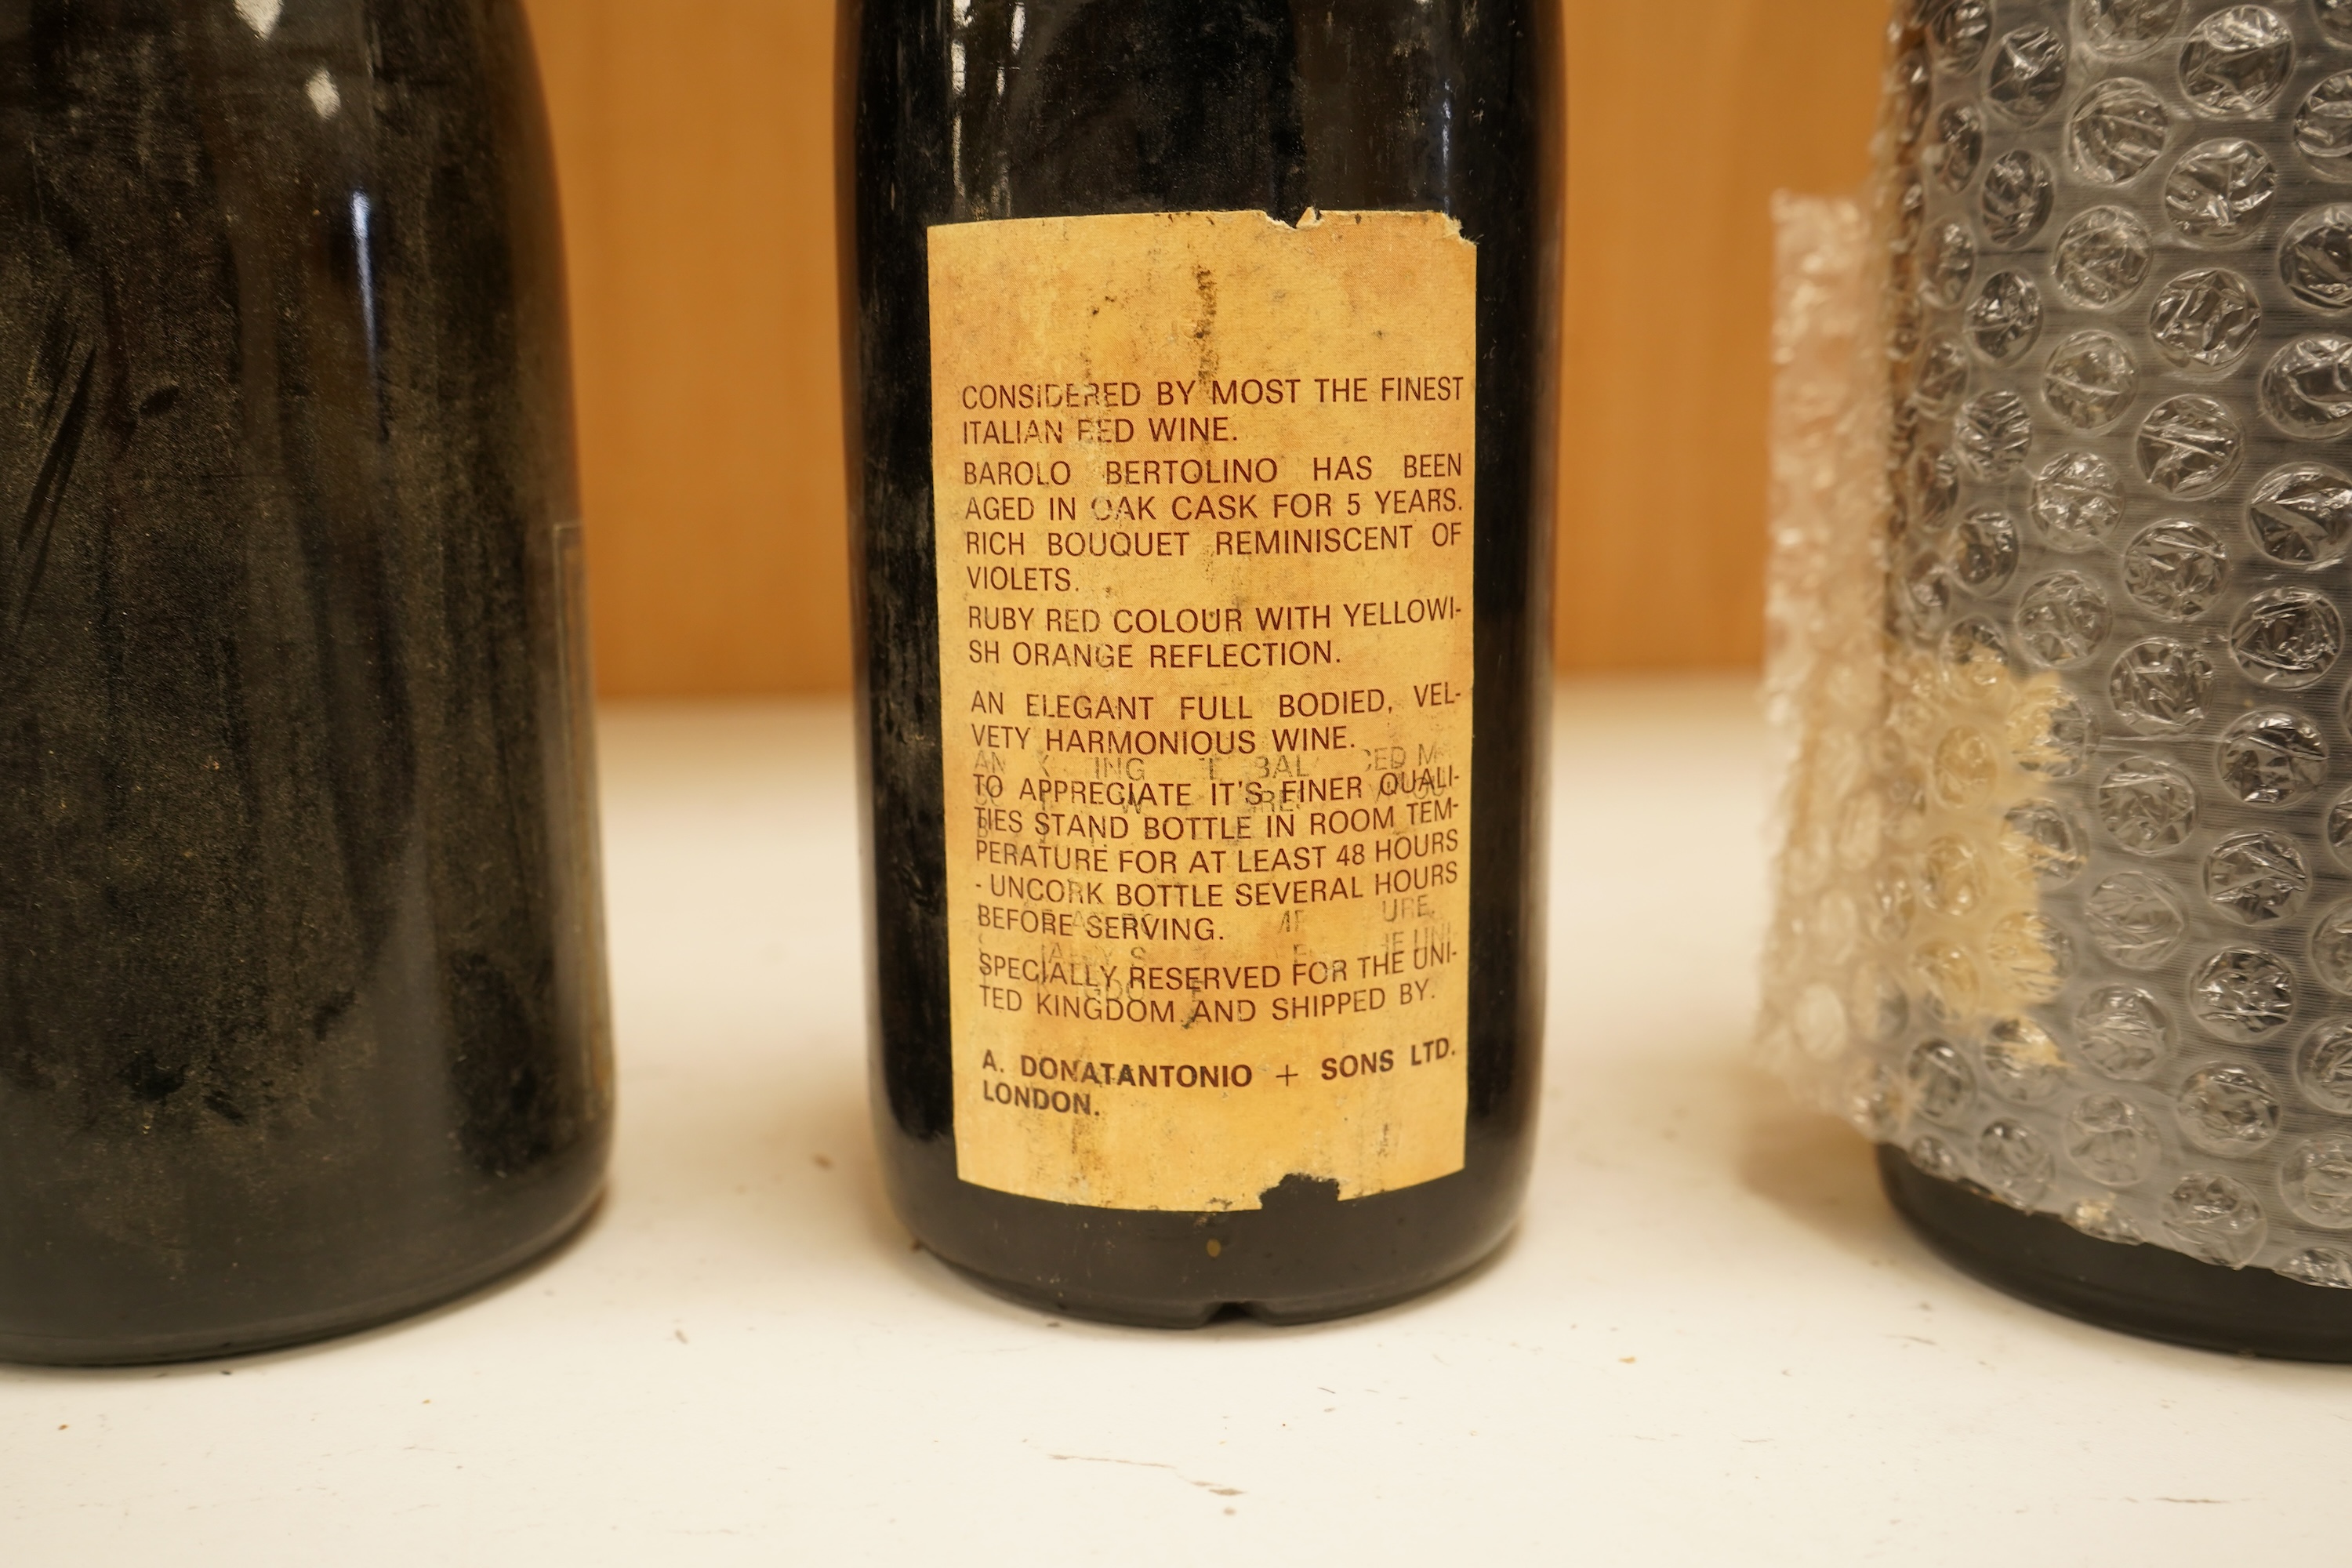 CONSIDERED BY MOST THE FINEST
ITALIAN RED WINE.
BAROLO BERTOLINO HAS BEEN
AGED IN OAK CASK FOR 5 YEARS.
RICH BOUQUET REMINISCENT OF
VIOLETS.
RUBY RED COLOUR WITH YELLOWI-
SH ORANGE REFLECTION.
AN ELEGANT FULL BODIED, VEL-
VETY HARMONIOUS WINE.
TO APPRECIATE IT'S FINER QUALI-
TIES STAND BOTTLE IN ROOM TEM-
PERATURE FOR AT LEAST 48 HOURS
- UNCORK BOTTLE SEVERAL HOURS
BEFORE SERVING.
SPECIALLY RESERVED FOR THE UNI-
TED KINGDOM AND SHIPPED BY.
A. DONATANTONIO + SONS LTD.
LONDON.